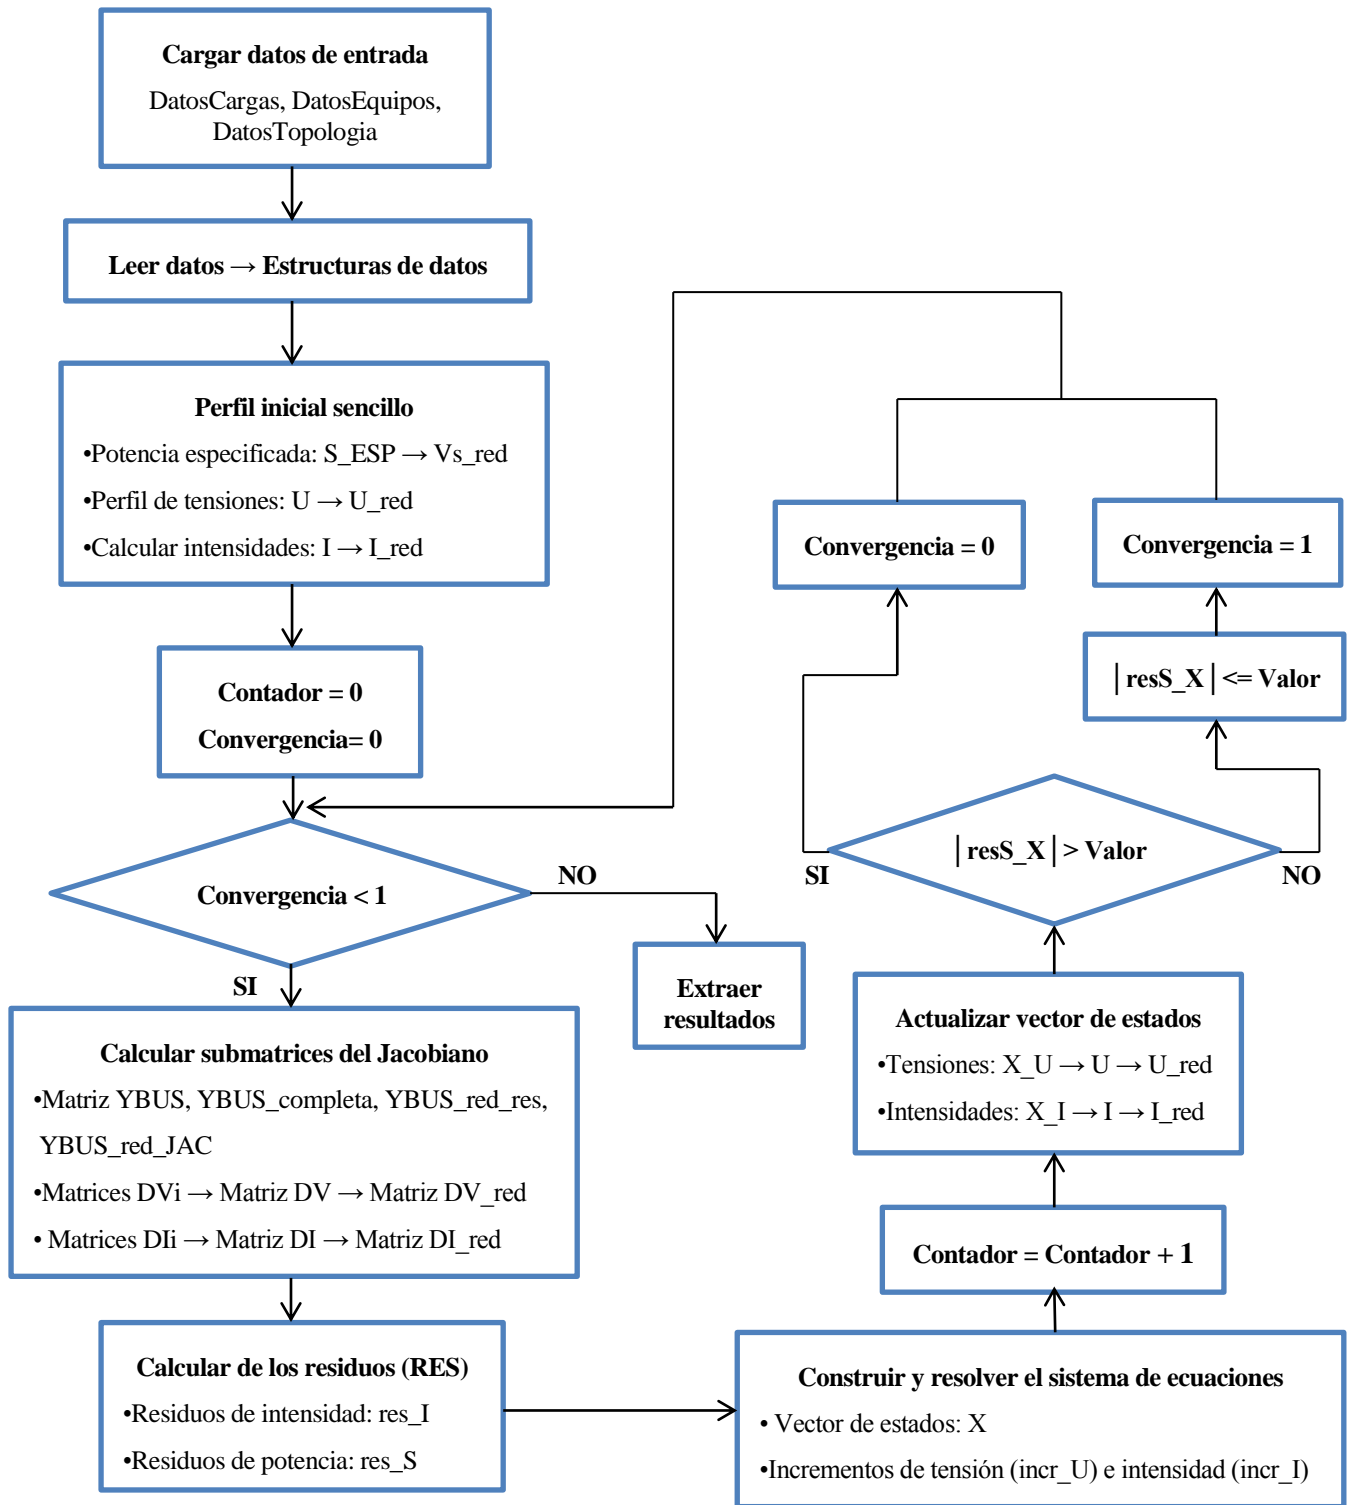 Cargar datos de entrada
DatosCargas, DatosEquipos,
DatosTopologia
Leer datos → Estructuras de datos
Perfil inicial sencillo
•Potencia especificada: S_ESP → Vs_red
•Perfil de tensiones: U → U_red
•Calcular intensidades: I → I_red
Contador = 0
Convergencia= 0
Convergencia < 1
NO
SI
Extraer
resultados
Calcular submatrices del Jacobiano
•Matriz YBUS, YBUS_completa, YBUS_red_res,
YBUS_red_JAC
•Matrices DVi → Matriz DV → Matriz DV_red
• Matrices DIi → Matriz DI → Matriz DI_red
Calcular de los residuos (RES)
•Residuos de intensidad: res_I
•Residuos de potencia: res_S
Construir y resolver el sistema de ecuaciones
• Vector de estados: X
•Incrementos de tensión (incr_U) e intensidad (incr_I)
Contador = Contador + 1
Actualizar vector de estados
•Tensiones: X_U → U → U_red
•Intensidades: X_I → I → I_red
|resS_X|> Valor
SI
NO
|resS_X|<= Valor
Convergencia = 0
Convergencia = 1